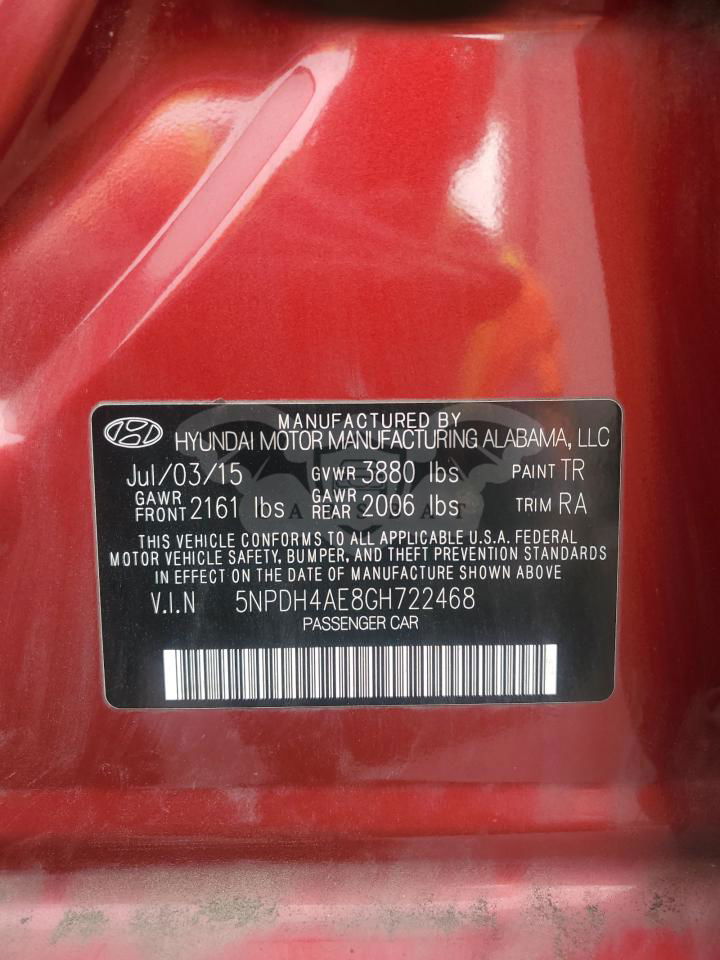 MANUFACTURED BY
HYUNDAI MOTOR MANUFACTURING ALABAMA, LLC
Jul/03/15 GVWR 3880 lbs PAINT TR
GAWR FRONT 2161 lbs GAWR REAR 2006 lbs TRIM RA
THIS VEHICLE CONFORMS TO ALL APPLICABLE U.S.A. FEDERAL
MOTOR VEHICLE SAFETY, BUMPER, AND THEFT PREVENTION STANDARDS
IN EFFECT ON THE DATE OF MANUFACTURE SHOWN ABOVE
V.I.N 5NPDH4AE8GH722468
PASSENGER CAR